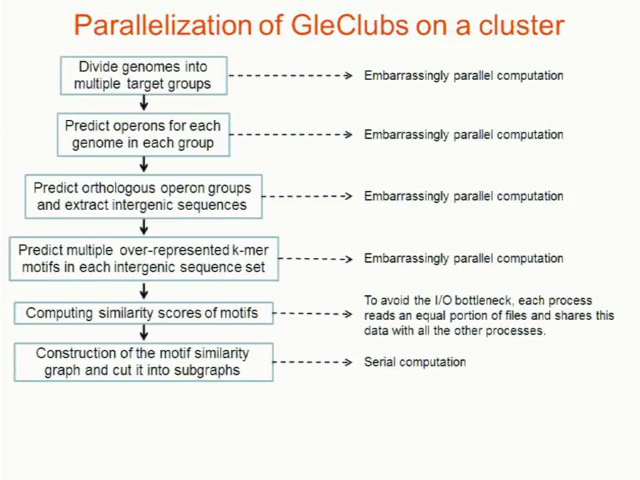 Parallelization of GleClubs on a cluster
Divide genomes into
multiple target groups
Embarrassingly parallel computation
Predict operons for each
genome in each group
Embarrassingly parallel computation
Predict orthologous operon groups
and extract intergenic sequences
Embarrassingly parallel computation
Predict multiple over-represented k-mer
motifs in each intergenic sequence set
Embarrassingly parallel computation
Computing similarity scores of motifs
To avoid the I/O bottleneck, each process
reads an equal portion of files and shares this
data with all the other processes.
Construction of the motif similarity
graph and cut it into subgraphs
Serial computation